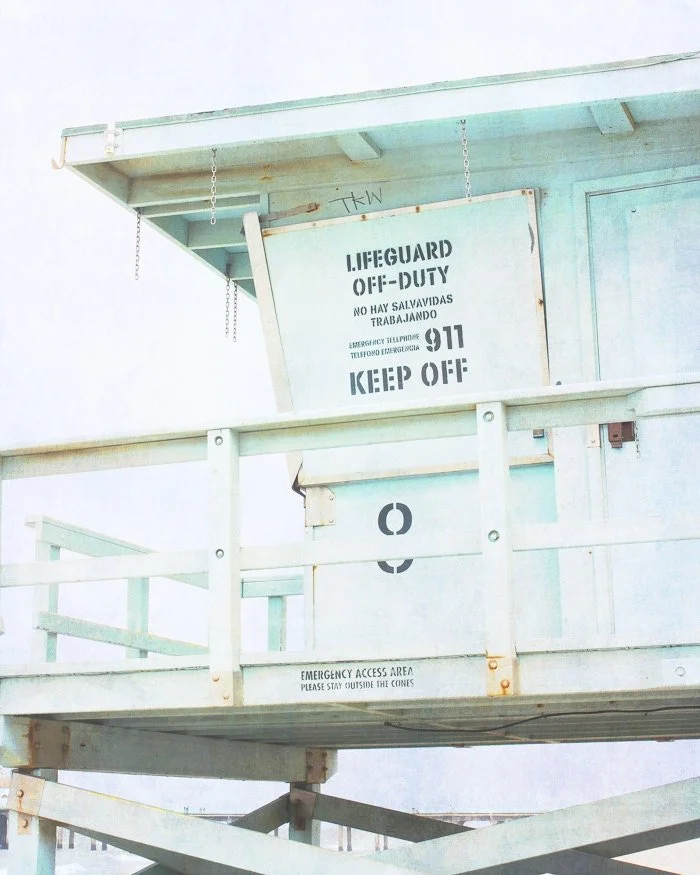 TKW
LIFEGUARD
OFF-DUTY
NO HAY SALVAVIDAS
TRABAJANDO
EMERGENCY TELEPHONE 911
TELEFONO EMERGENCIA
KEEP OFF
EMERGENCY ACCESS AREA
PLEASE STAY OUTSIDE THE CONES